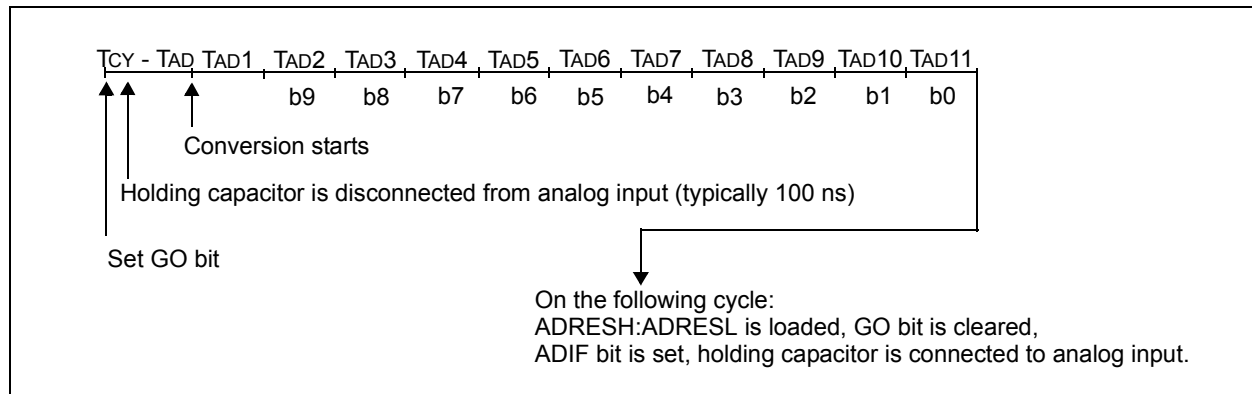 TCY - TAD TAD1 TAD2 TAD3 TAD4 TAD5 TAD6 TAD7 TAD8 TAD9 TAD10 TAD11
b9 b8 b7 b6 b5 b4 b3 b2 b1 b0
Conversion starts
Holding capacitor is disconnected from analog input (typically 100 ns)
Set GO bit
On the following cycle:
ADRESH:ADRESL is loaded, GO bit is cleared,
ADIF bit is set, holding capacitor is connected to analog input.